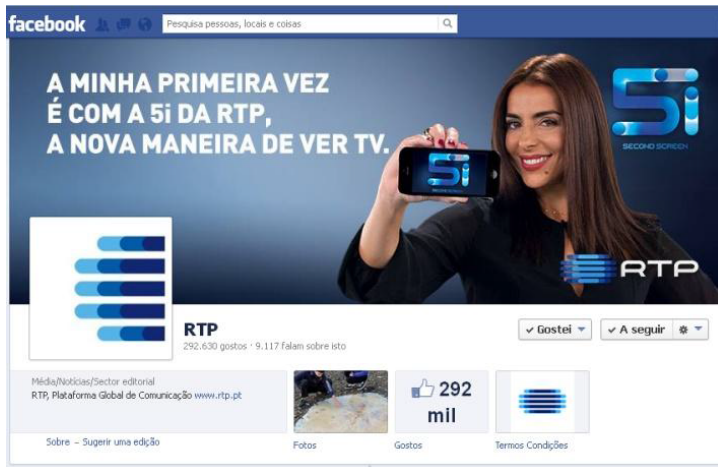 facebook
Pesquisa pessoas, locais e coisas
A MINHA PRIMEIRA VEZ
É COM A 5i DA RTP,
A NOVA MANEIRA DE VER TV.
5i
5i
SECOND SCREEN
RTP
RTP
292.630 gostos · 9.117 falam sobre isto
Gostei
A seguir
Média/Notícias/Sector editorial
RTP, Plataforma Global de Comunicação www.rtp.pt
Sobre – Sugerir uma edição
292
mil
Fotos
Gostos
Termos Condições